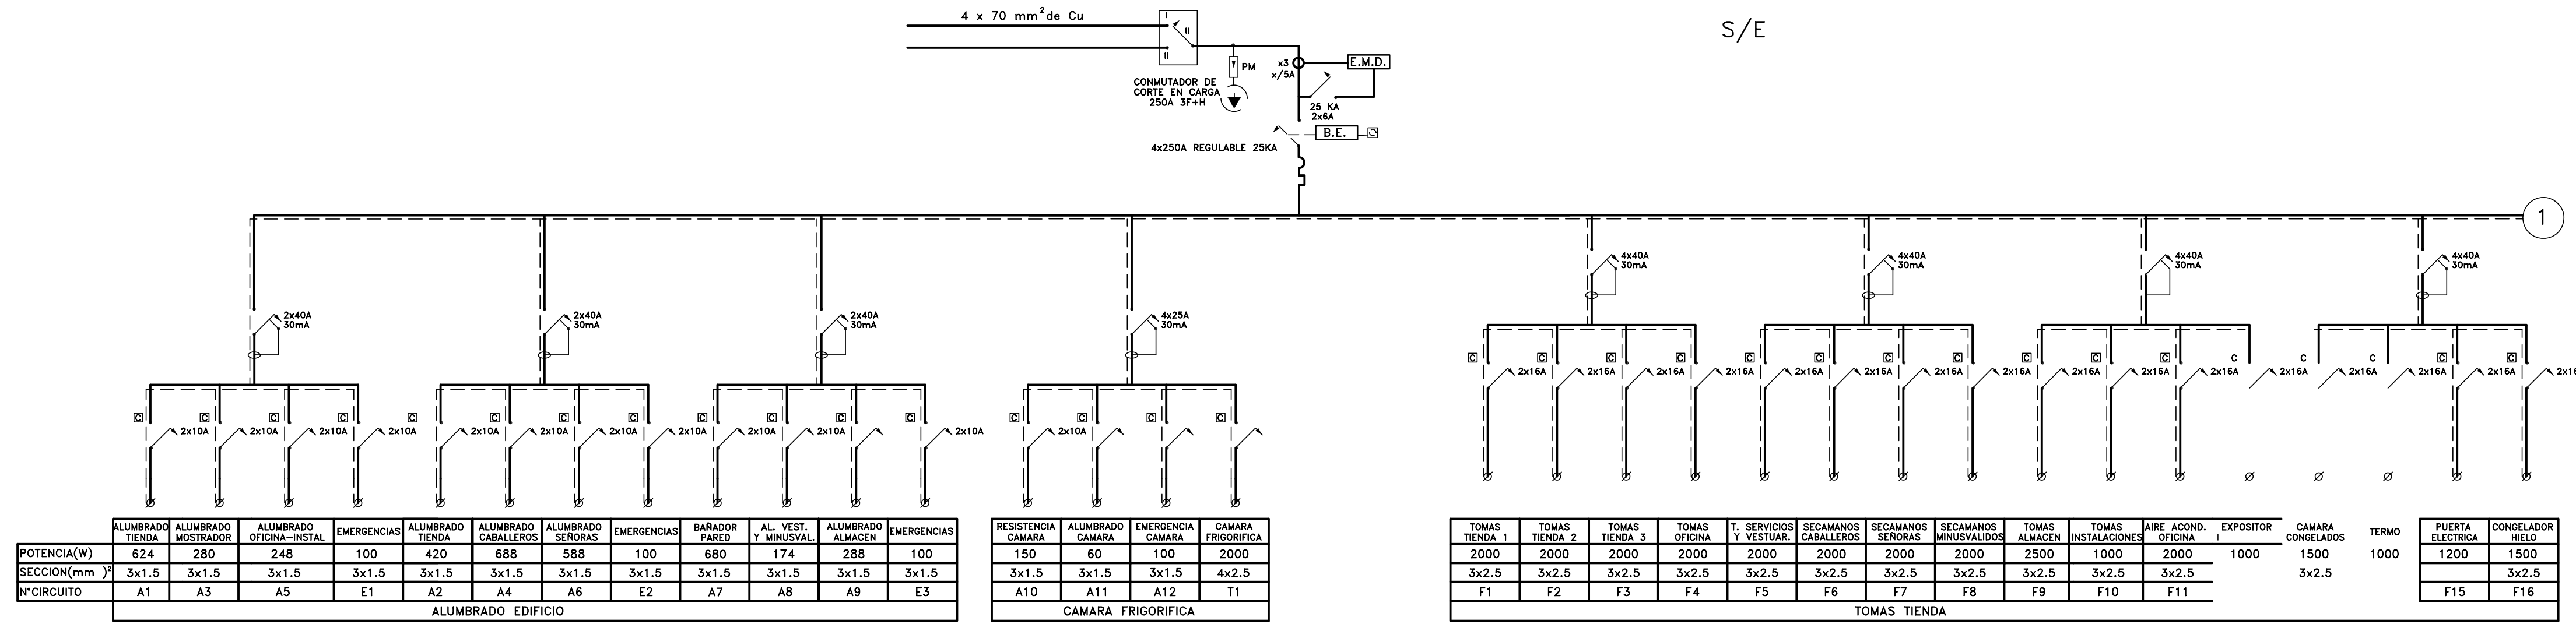 4 x 70 mm² de Cu
S/E
I
II
II
CONMUTADOR DE
CORTE EN CARGA
250A 3F+H
PM
x3
x/5A
E.M.D.
25 KA
2x6A
B.E.
4x250A REGULABLE 25KA
1
4x40A
30mA
4x40A
30mA
4x40A
30mA
4x40A
30mA
2x40A
30mA
2x40A
30mA
2x40A
30mA
4x25A
30mA
C C C C C C C C C C C C C
2x16A 2x16A 2x16A 2x16A 2x16A 2x16A 2x16A 2x16A 2x16A 2x16A 2x16A 2x16A 2x16A 2x16A 2x16A 2x16
C C C C C C C C C C C C C C C C C
2x10A 2x10A 2x10A 2x10A 2x10A 2x10A 2x10A 2x10A 2x10A 2x10A 2x10A 2x10A
ALUMBRADO TIENDA
ALUMBRADO MOSTRADOR
ALUMBRADO OFICINA-INSTAL
EMERGENCIAS
ALUMBRADO TIENDA
ALUMBRADO CABALLEROS
ALUMBRADO SEÑORAS
EMERGENCIAS
BAÑADOR PARED
AL. VEST. Y MINUSVAL.
ALUMBRADO ALMACEN
EMERGENCIAS
POTENCIA(W) 624 280 248 100 420 688 588 100 680 174 288 100
SECCION(mm )² 3x1.5 3x1.5 3x1.5 3x1.5 3x1.5 3x1.5 3x1.5 3x1.5 3x1.5 3x1.5 3x1.5 3x1.5
N°CIRCUITO A1 A3 A5 E1 A2 A4 A6 E2 A7 A8 A9 E3
ALUMBRADO EDIFICIO
RESISTENCIA CAMARA
ALUMBRADO CAMARA
EMERGENCIA CAMARA
CAMARA FRIGORIFICA
150 60 100 2000
3x1.5 3x1.5 3x1.5 4x2.5
A10 A11 A12 T1
CAMARA FRIGORIFICA
TOMAS TIENDA 1
TOMAS TIENDA 2
TOMAS TIENDA 3
TOMAS OFICINA
T. SERVICIOS Y VESTUAR.
SECAMANOS CABALLEROS
SECAMANOS SEÑORAS
SECAMANOS MINUSVALIDOS
TOMAS ALMACEN
TOMAS INSTALACIONES
AIRE ACOND. OFICINA
EXPOSITOR I
CAMARA CONGELADOS
TERMO
PUERTA ELECTRICA
CONGELADOR HIELO
2000 2000 2000 2000 2000 2000 2000 2000 2500 1000 2000 1000 1500 1000 1200 1500
3x2.5 3x2.5 3x2.5 3x2.5 3x2.5 3x2.5 3x2.5 3x2.5 3x2.5 3x2.5 3x2.5 3x2.5 3x2.5
F1 F2 F3 F4 F5 F6 F7 F8 F9 F10 F11 F15 F16
TOMAS TIENDA